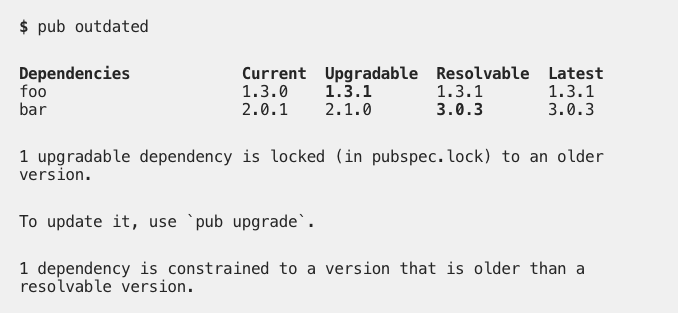 $ pub outdated
Dependencies Current Upgradable Resolvable Latest
foo 1.3.0 1.3.1 1.3.1 1.3.1
bar 2.0.1 2.1.0 3.0.3 3.0.3
1 upgradable dependency is locked (in pubspec.lock) to an older
version.
To update it, use `pub upgrade`.
1 dependency is constrained to a version that is older than a
resolvable version.